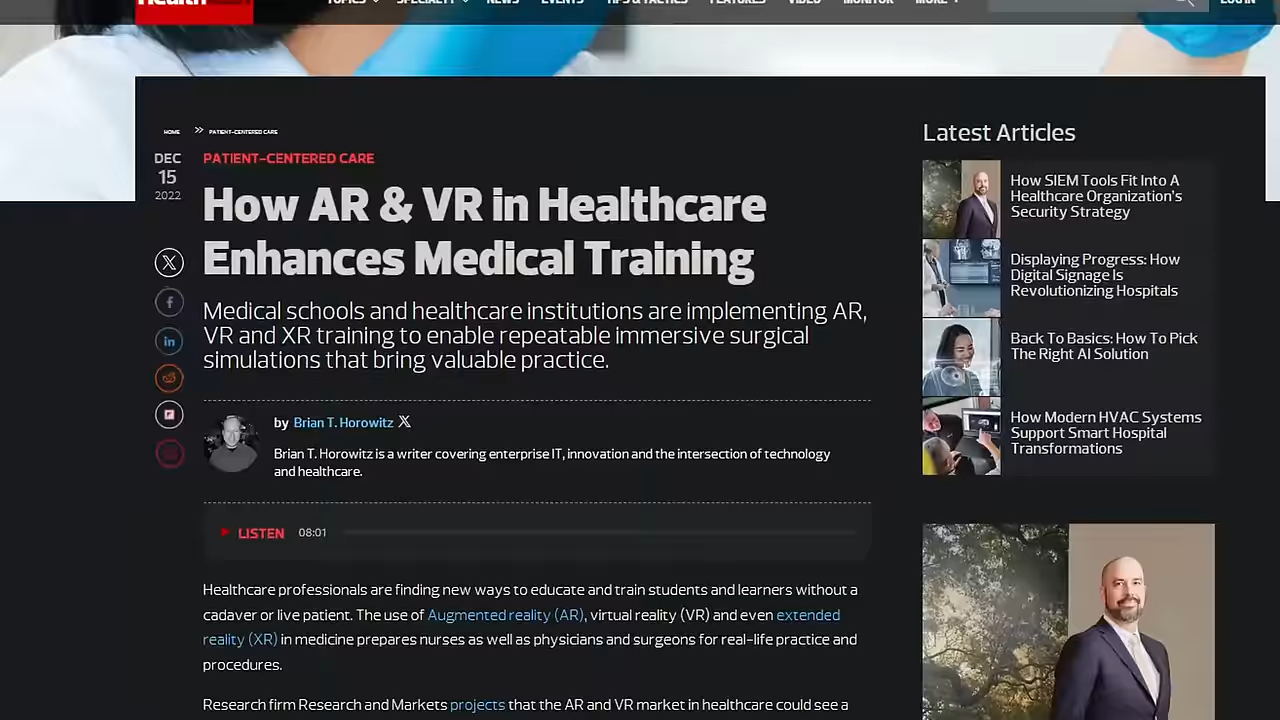 Health
TOPICS SPECIALTY NEWS EVENTS TIPS & TACTICS FEATURES VIDEO MONITOR MORE LOG IN
HOME PATIENT-CENTERED CARE
DEC
15
2022
PATIENT-CENTERED CARE
How AR & VR in Healthcare
Enhances Medical Training
Medical schools and healthcare institutions are implementing AR,
VR and XR training to enable repeatable immersive surgical
simulations that bring valuable practice.
by Brian T. Horowitz
Brian T. Horowitz is a writer covering enterprise IT, innovation and the intersection of technology
and healthcare.
LISTEN 08:01
Healthcare professionals are finding new ways to educate and train students and learners without a
cadaver or live patient. The use of Augmented reality (AR), virtual reality (VR) and even extended
reality (XR) in medicine prepares nurses as well as physicians and surgeons for real-life practice and
procedures.
Research firm Research and Markets projects that the AR and VR market in healthcare could see a
Latest Articles
How SIEM Tools Fit Into A
Healthcare Organization's
Security Strategy
Displaying Progress: How
Digital Signage Is
Revolutionizing Hospitals
Back To Basics: How To Pick
The Right AI Solution
How Modern HVAC Systems
Support Smart Hospital
Transformations